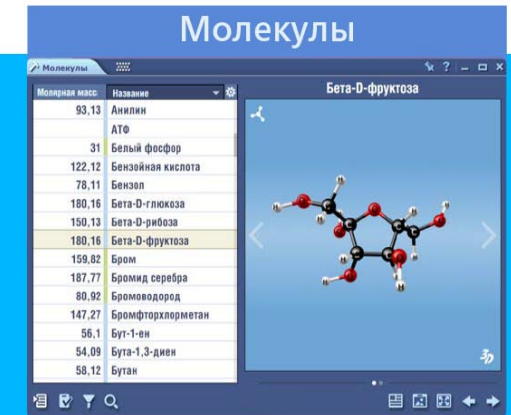 Молекулы
Молекулы
Молярная масс Название
Бета-D-фруктоза
93,13 Анилин
АТФ
31 Белый фосфор
122,12 Бензойная кислота
78,11 Бензол
180,16 Бета-D-глюкоза
150,13 Бета-D-рибоза
180,16 Бета-D-фруктоза
159,82 Бром
187,77 Бромид серебра
80,92 Бромоводород
147,27 Бромфторхлорметан
56,1 Бут-1-ен
54,09 Бута-1,3-диен
58,12 Бутан
3D